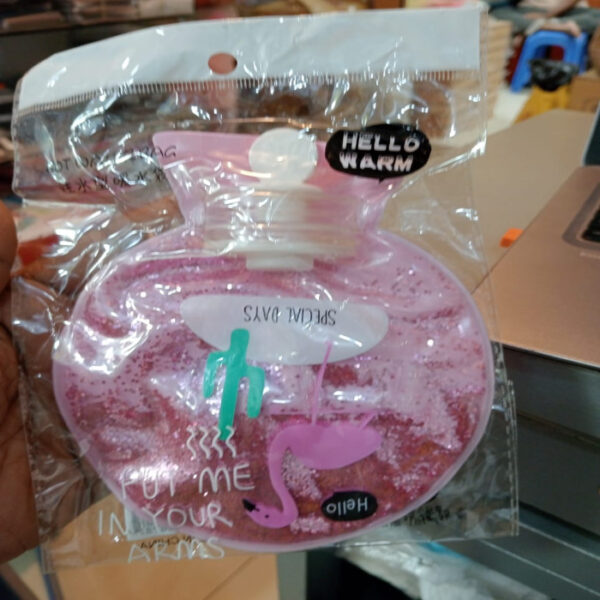 HELLO
WARM
SPECIAL DAYS
PUT ME
IN YOUR
ARMS
Hello